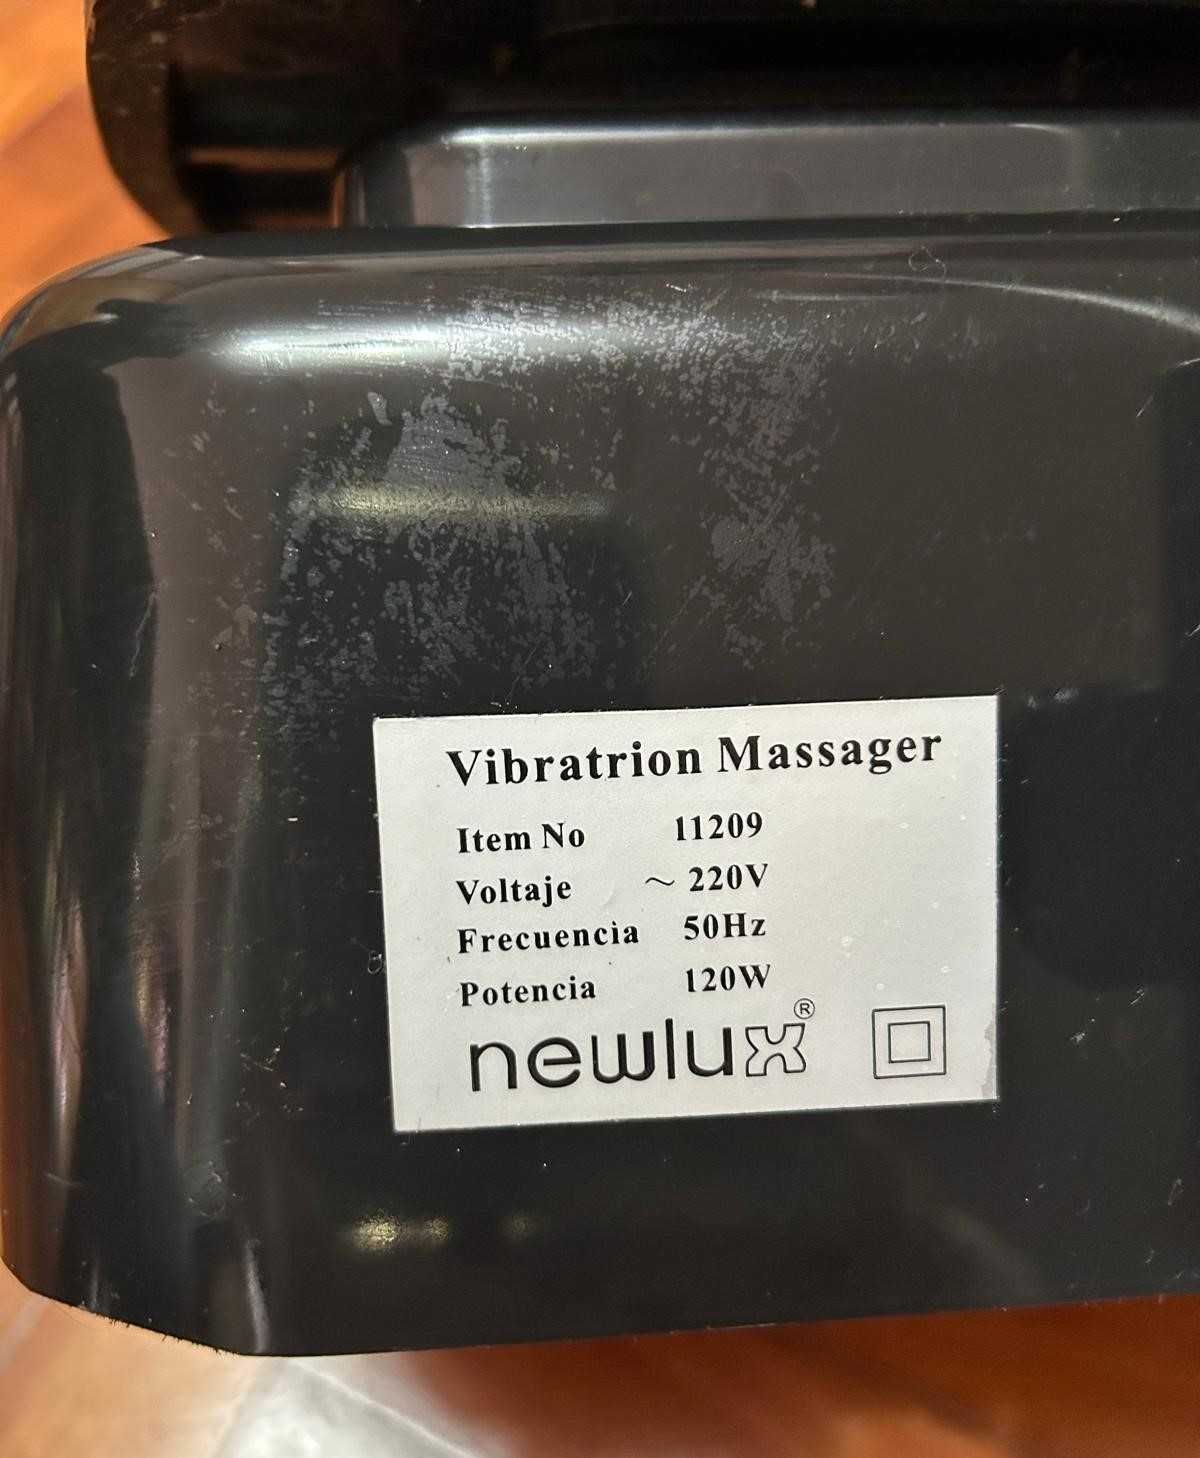 Vibratrion Massager
Item No 11209
Voltaje ~ 220V
Frecuencia 50Hz
Potencia 120W
newlux®